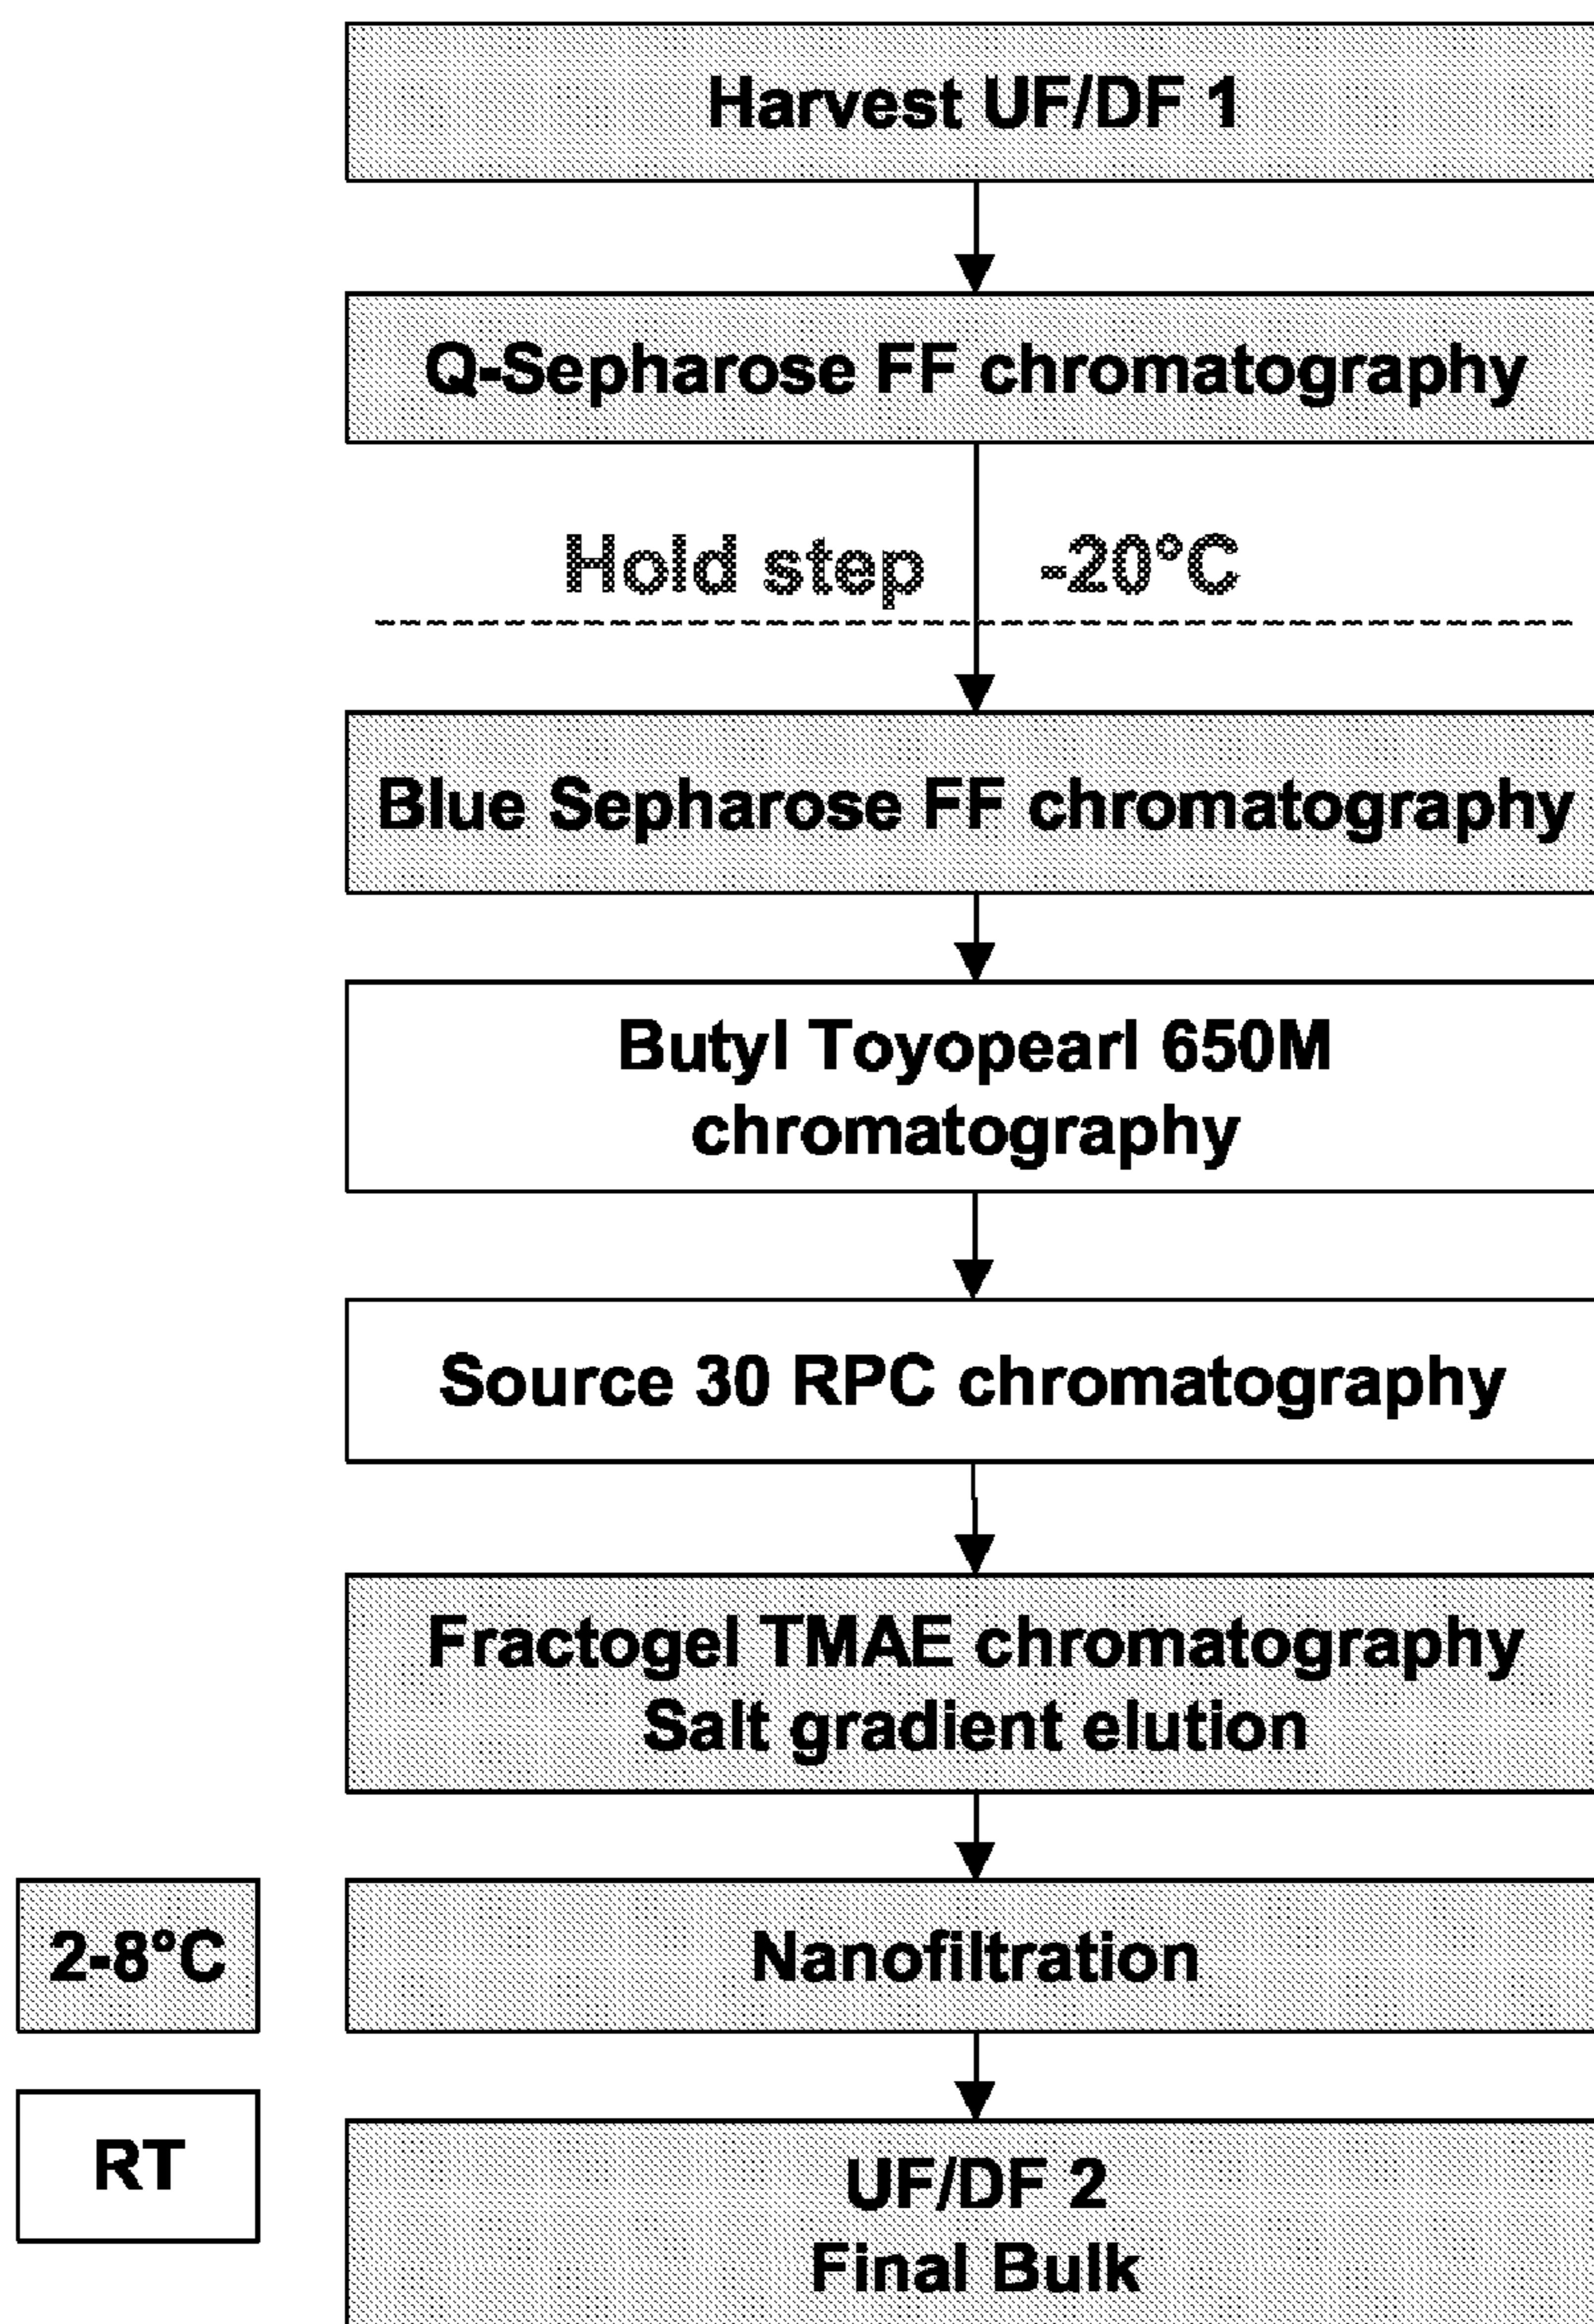 Harvest UF/DF 1
Q-Sepharose FF chromatography
Hold step -20°C
Blue Sepharose FF chromatography
Butyl Toyopearl 650M
chromatography
Source 30 RPC chromatography
Fractogel TMAE chromatography
Salt gradient elution
2-8°C
Nanofiltration
RT
UF/DF 2
Final Bulk